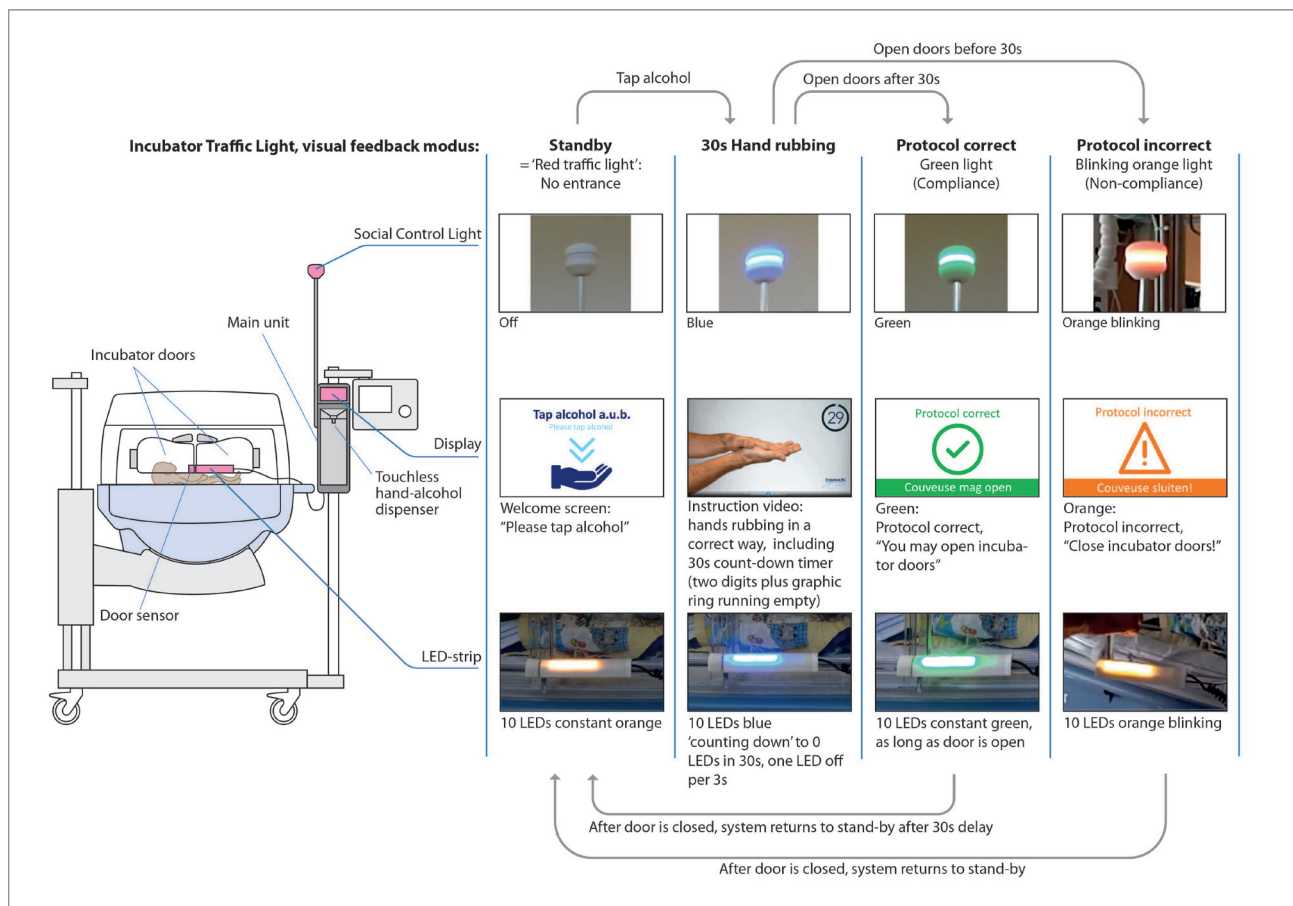 Open doors before 30s
Tap alcohol
Open doors after 30s
Incubator Traffic Light, visual feedback modus:
Standby
= ‘Red traffic light’:
No entrance
30s Hand rubbing
Protocol correct
Green light
(Compliance)
Protocol incorrect
Blinking orange light
(Non-compliance)
Social Control Light
Main unit
Incubator doors
Display
Touchless
hand-alcohol
dispenser
Door sensor
LED-strip
Off
Blue
Green
Orange blinking
Tap alcohol a.u.b.
Please tap alcohol
29
Protocol correct
Couveuse mag open
Protocol incorrect
Couveuse sluiten!
Welcome screen:
“Please tap alcohol”
Instruction video:
hands rubbing in a
correct way, including
30s count-down timer
(two digits plus graphic
ring running empty)
Green:
Protocol correct,
“You may open incuba-
tor doors”
Orange:
Protocol incorrect,
“Close incubator doors!”
10 LEDs constant orange
10 LEDs blue
‘counting down’ to 0
LEDs in 30s, one LED off
per 3s
10 LEDs constant green,
as long as door is open
10 LEDs orange blinking
After door is closed, system returns to stand-by after 30s delay
After door is closed, system returns to stand-by